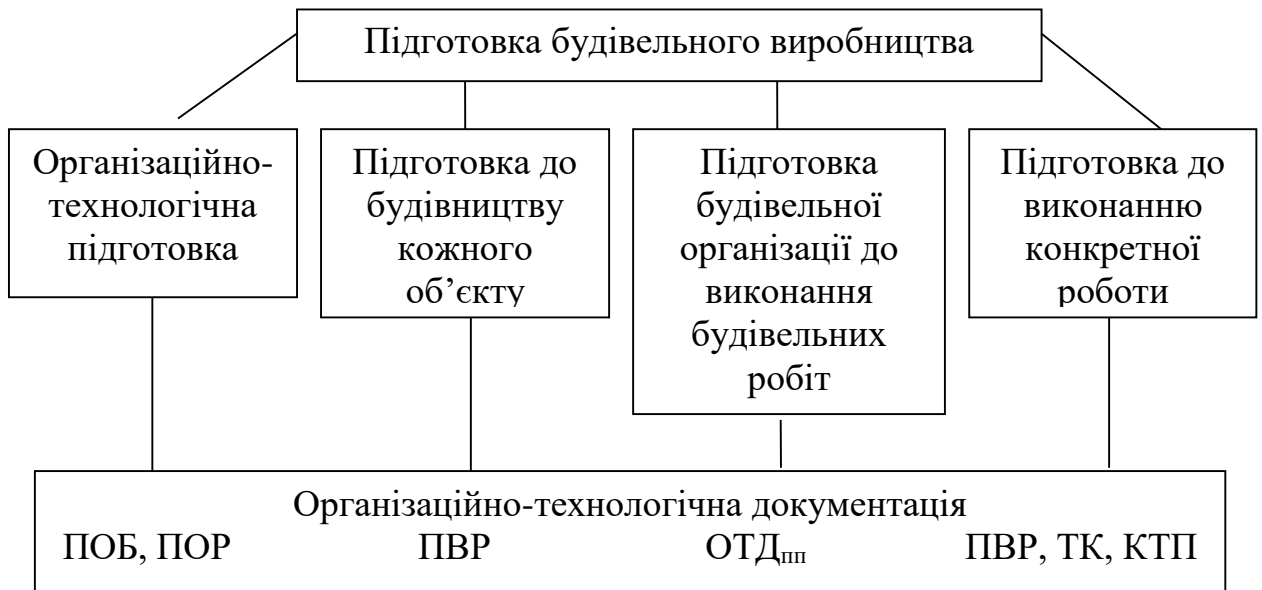 Підготовка будівельного виробництва
Організаційно-
технологічна
підготовка
Підготовка до
будівництву
кожного
об’єкту
Підготовка
будівельної
організації до
виконання
будівельних
робіт
Підготовка до
виконанню
конкретної
роботи
Організаційно-технологічна документація
ПОБ, ПОР ПВР ОТДпп ПВР, ТК, КТП